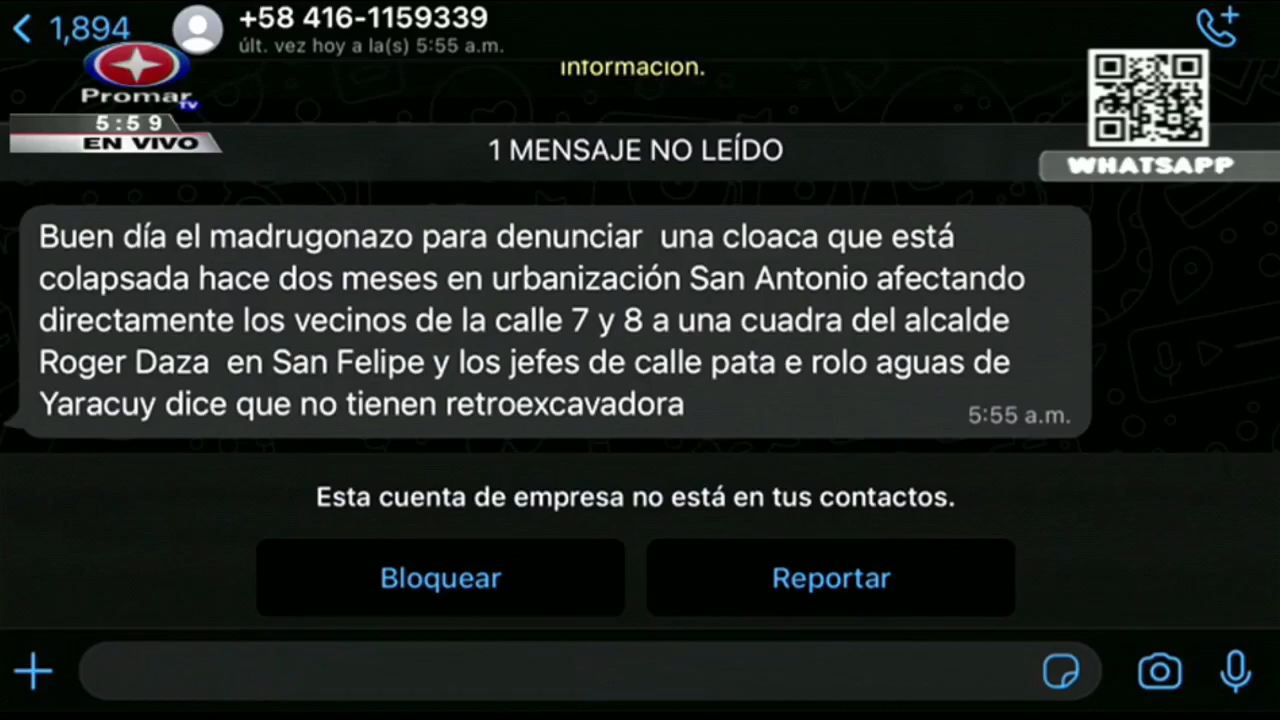 1,894
+58 416-1159339
últ. vez hoy a la(s) 5:55 a.m.
información.
Promar TV
5:59
EN VIVO
WHATSAPP
1 MENSAJE NO LEÍDO
Buen día el madrugonazo para denunciar  una cloaca que está
colapsada hace dos meses en urbanización San Antonio afectando
directamente los vecinos de la calle 7 y 8 a una cuadra del alcalde
Roger Daza  en San Felipe y los jefes de calle pata e rolo aguas de
Yaracuy dice que no tienen retroexcavadora
5:55 a.m.
Esta cuenta de empresa no está en tus contactos.
Bloquear
Reportar